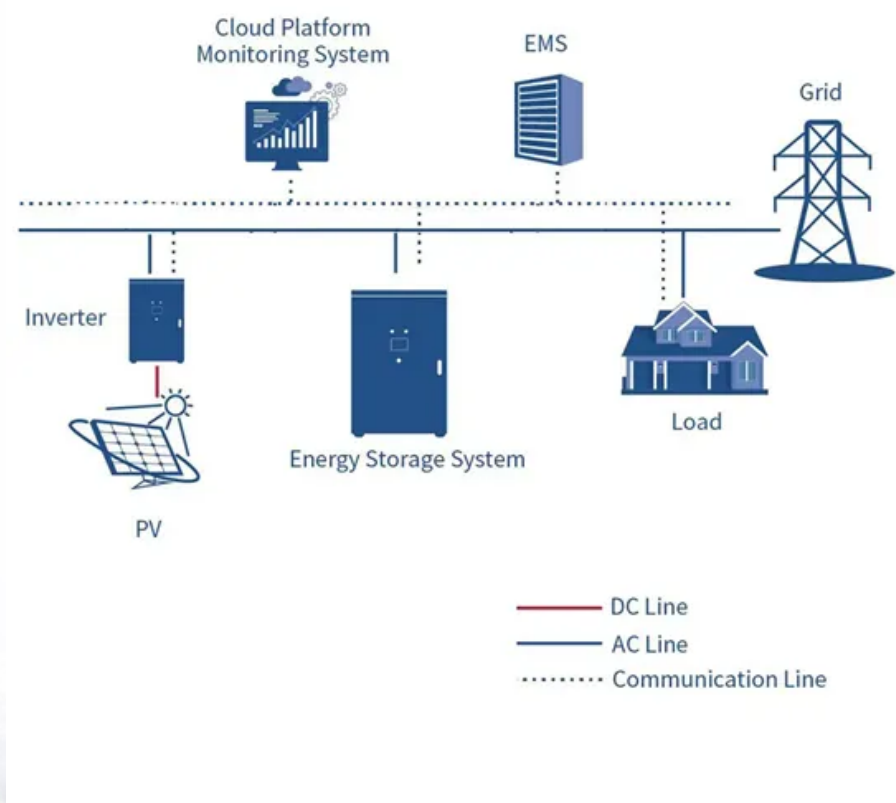 Cloud Platform
Monitoring System
EMS
Grid
Inverter
Load
Energy Storage System
PV
DC Line
AC Line
Communication Line